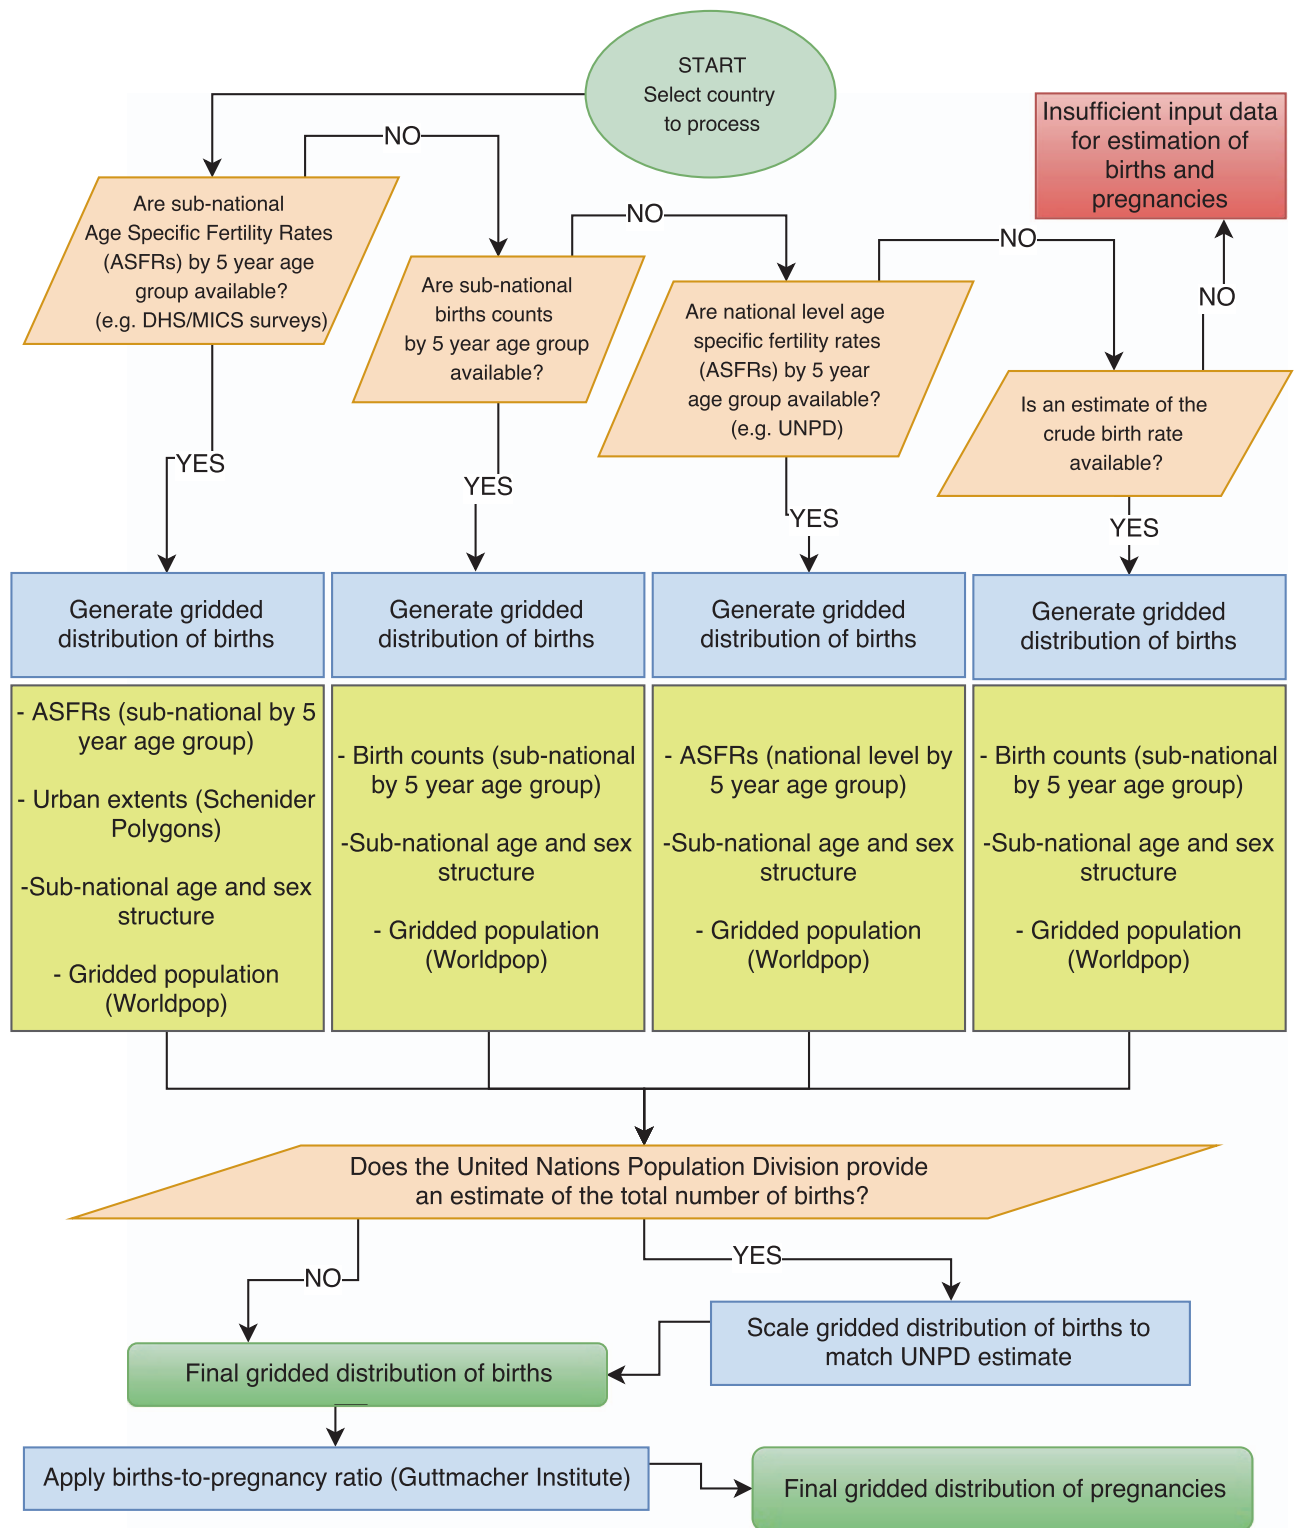 START
Select country
to process
Insufficient input data
for estimation of
births and
pregnancies
NO
Are sub-national
Age Specific Fertility Rates
(ASFRs) by 5 year age
group available?
(e.g. DHS/MICS surveys)
NO
Are sub-national
births counts
by 5 year age group
available?
NO
Are national level age
specific fertility rates
(ASFRs) by 5 year
age group available?
(e.g. UNPD)
NO
Is an estimate of the
crude birth rate
available?
YES
YES
YES
YES
Generate gridded
distribution of births
Generate gridded
distribution of births
Generate gridded
distribution of births
Generate gridded
distribution of births
- ASFRs (sub-national by 5
year age group)
- Urban extents (Schenider
Polygons)
-Sub-national age and sex
structure
- Gridded population
(Worldpop)
- Birth counts (sub-national
by 5 year age group)
-Sub-national age and sex
structure
- Gridded population
(Worldpop)
- ASFRs (national level by
5 year age group)
-Sub-national age and sex
structure
- Gridded population
(Worldpop)
- Birth counts (sub-national
by 5 year age group)
-Sub-national age and sex
structure
- Gridded population
(Worldpop)
Does the United Nations Population Division provide
an estimate of the total number of births?
NO
YES
Scale gridded distribution of births to
match UNPD estimate
Final gridded distribution of births
Apply births-to-pregnancy ratio (Guttmacher Institute)
Final gridded distribution of pregnancies